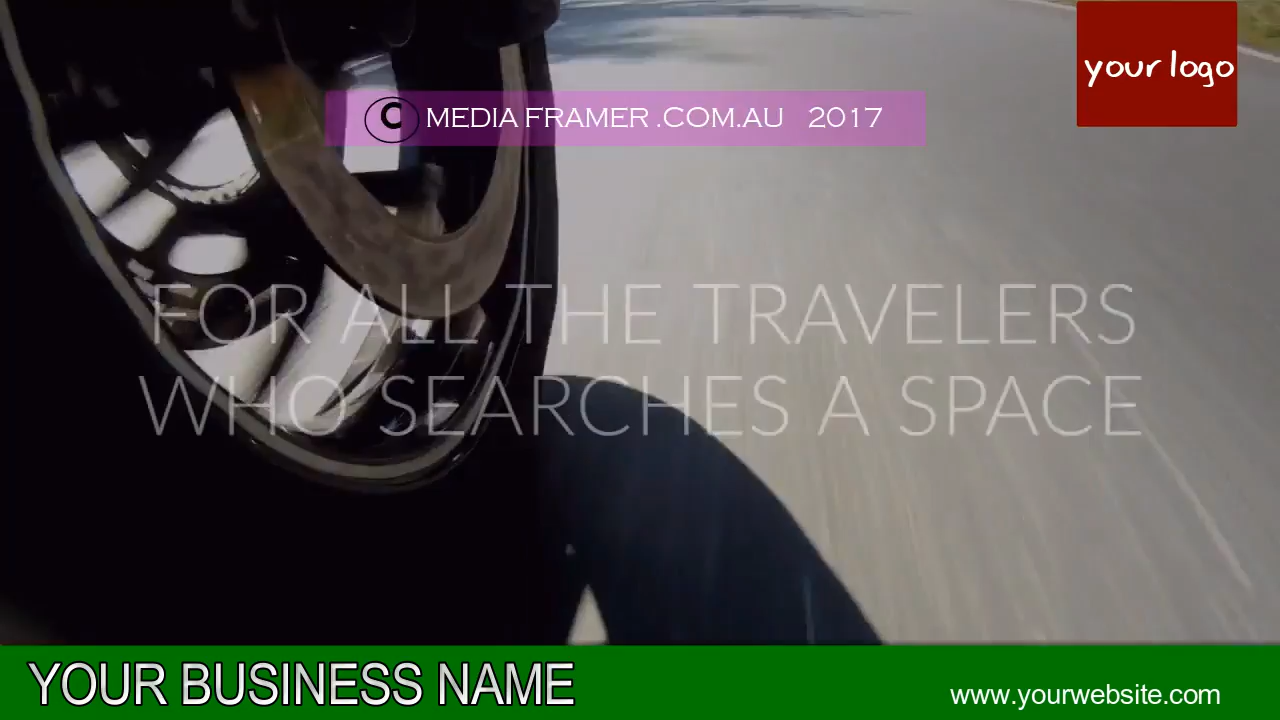 your logo
C MEDIA FRAMER .COM.AU 2017
FOR ALL THE TRAVELERS
WHO SEARCHES A SPACE
YOUR BUSINESS NAME
www.yourwebsite.com